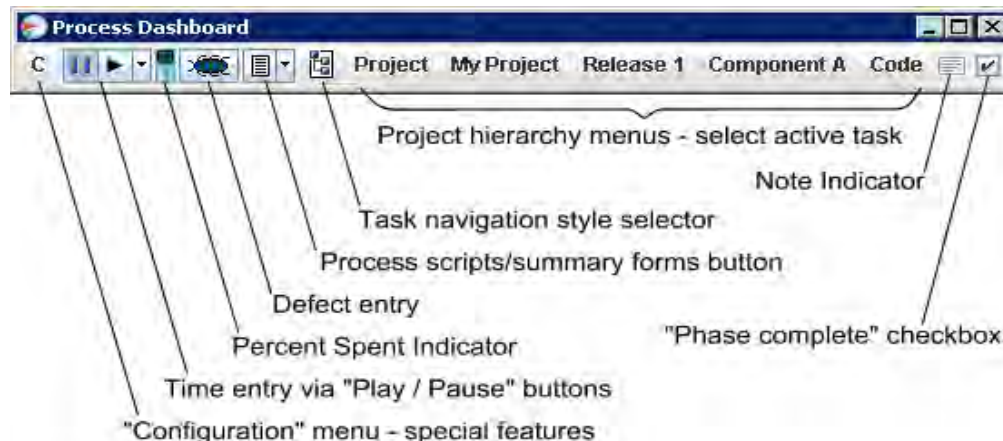 Process Dashboard
C Project My Project Release 1 Component A Code
Project hierarchy menus - select active task
Note Indicator
Task navigation style selector
Process scripts/summary forms button
Defect entry
"Phase complete" checkbox
Percent Spent Indicator
Time entry via "Play / Pause" buttons
"Configuration" menu - special features